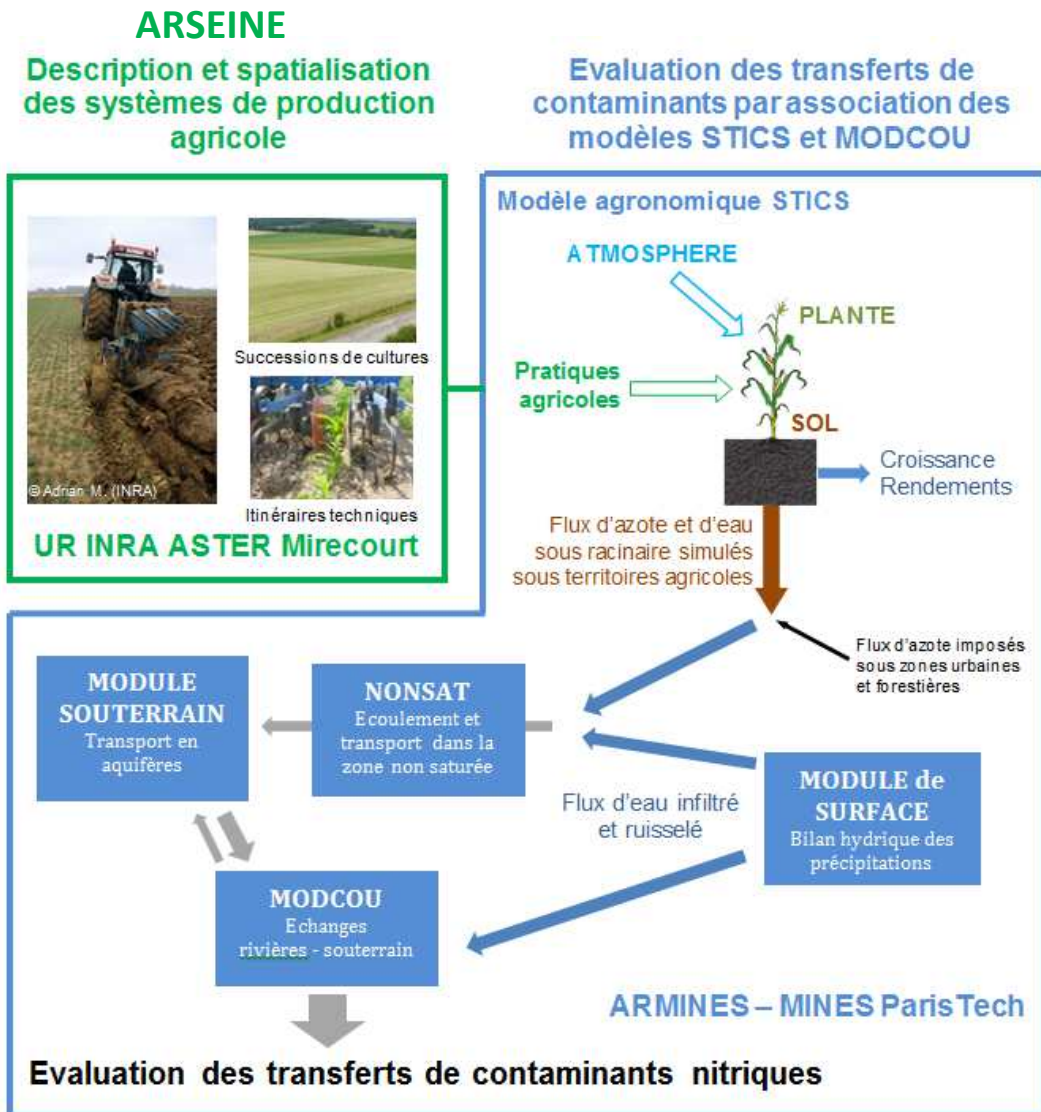 ARSEINE
Description et spatialisation
des systèmes de production
agricole
Evaluation des transferts de
contaminants par association des
modèles STICS et MODCOU
© Adrian M. (INRA)
Successions de cultures
Itinéraires techniques
UR INRA ASTER Mirecourt
Modèle agronomique STICS
ATMOSPHERE
PLANTE
Pratiques
agricoles
SOL
Croissance
Rendements
Flux d'azote et d'eau
sous racinaire simulés
sous territoires agricoles
Flux d'azote imposés
sous zones urbaines
et forestières
MODULE
SOUTERRAIN
Transport en
aquifères
NONSAT
Ecoulement et
transport dans la
zone non saturée
Flux d'eau infiltré
et ruisselé
MODULE de
SURFACE
Bilan hydrique des
précipitations
MODCOU
Echanges
rivières - souterrain
ARMINES – MINES ParisTech
Evaluation des transferts de contaminants nitriques